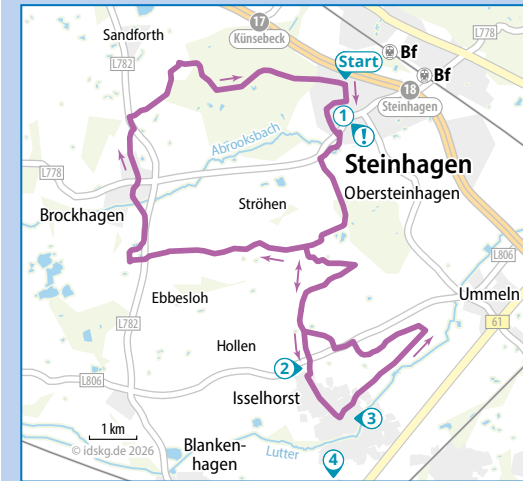 Sandforth
17
Künsebeck
L778
L782
Bf
Start
Bf
18
Steinhagen
1
!
Abrooksbach
Steinhagen
L778
Obersteinhagen
Ströhen
Brockhagen
L806
Ebbesloh
Ummeln
L782
61
Hollen
2
L806
Isselhorst
3
1 km
© idskg.de 2026
Blanken-
hagen
Lutter
4